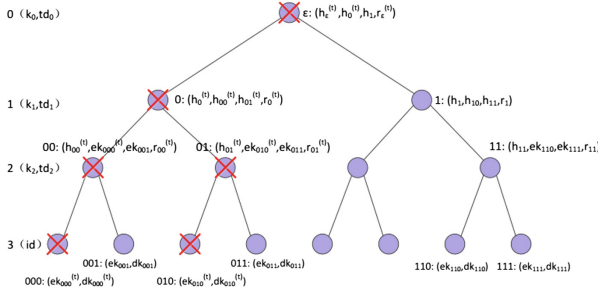 0（k₀,td₀） ε: (hε⁽ᵗ⁾,h₀⁽ᵗ⁾,h₁,rε⁽ᵗ⁾)
1（k₁,td₁） 0: (h₀⁽ᵗ⁾,h₀₀⁽ᵗ⁾,h₀₁⁽ᵗ⁾,r₀⁽ᵗ⁾) 1: (h₁,h₁₀,h₁₁,r₁)
00: (h₀₀⁽ᵗ⁾,ek₀₀₀⁽ᵗ⁾,ek₀₀₁,r₀₀⁽ᵗ⁾) 01: (h₀₁⁽ᵗ⁾,ek₀₁₀⁽ᵗ⁾,ek₀₁₁,r₀₁⁽ᵗ⁾) 11: (h₁₁,ek₁₁₀,ek₁₁₁,r₁₁)
2（k₂,td₂）
3（id）
001: (ek₀₀₁,dk₀₀₁) 011: (ek₀₁₁,dk₀₁₁) 110: (ek₁₁₀,dk₁₁₀) 111: (ek₁₁₁,dk₁₁₁)
000: (ek₀₀₀⁽ᵗ⁾,dk₀₀₀⁽ᵗ⁾) 010: (ek₀₁₀⁽ᵗ⁾,dk₀₁₀⁽ᵗ⁾)